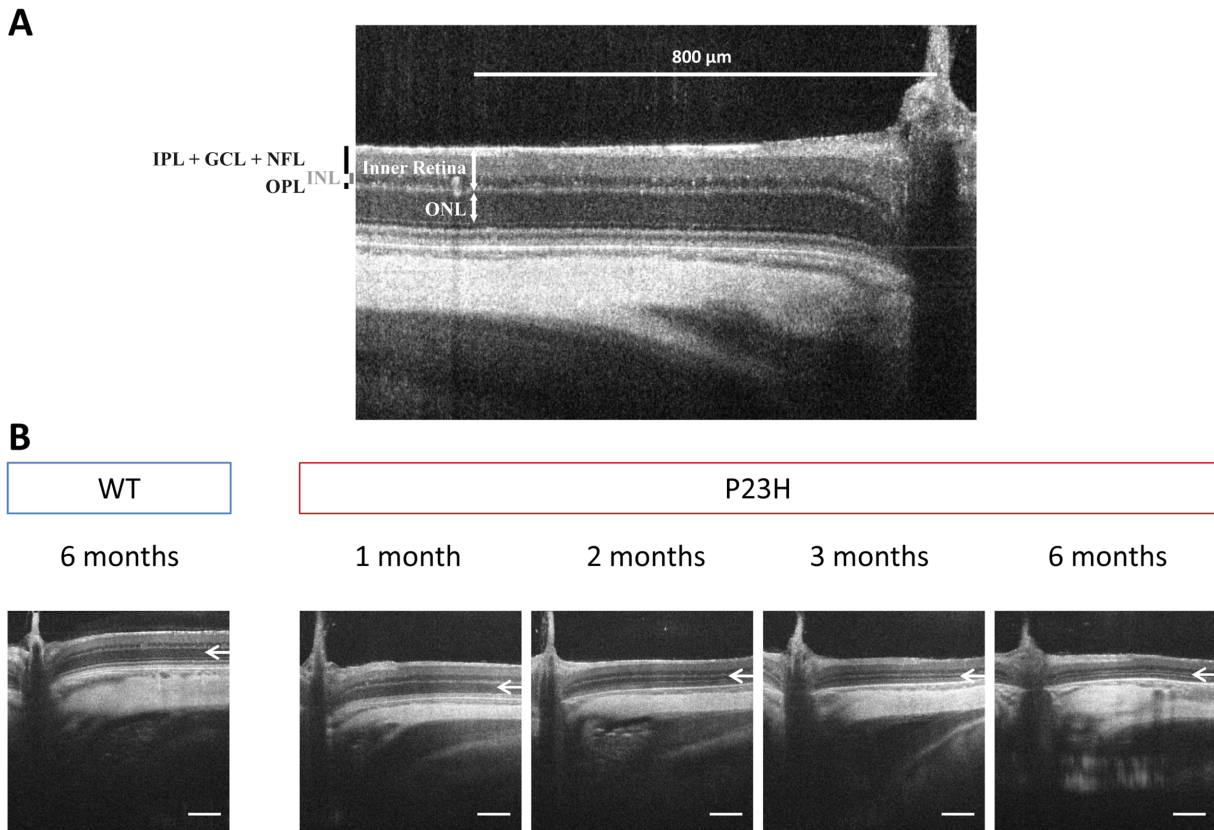 A
800 µm
IPL + GCL + NFL
INL
OPL
Inner Retina
ONL
B
WT
P23H
6 months
1 month
2 months
3 months
6 months